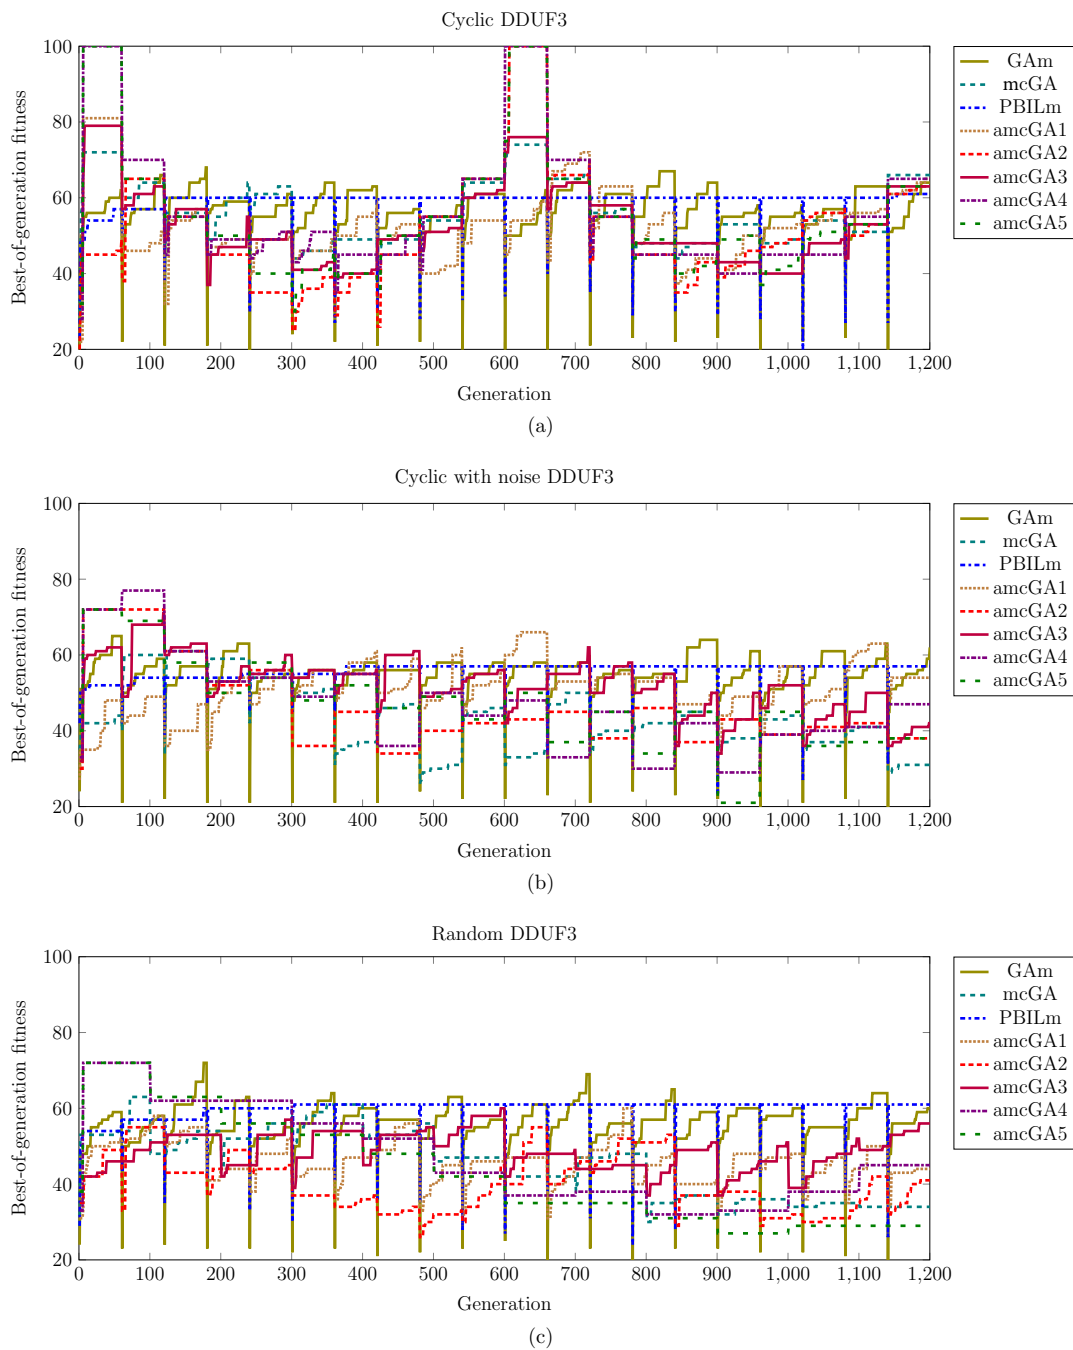 Cyclic DDUF3
Best-of-generation fitness
100
80
60
40
20
0 100 200 300 400 500 600 700 800 900 1,000 1,100 1,200
Generation
GAm
mcGA
PBILm
amcGA1
amcGA2
amcGA3
amcGA4
amcGA5
(a)
Cyclic with noise DDUF3
Best-of-generation fitness
100
80
60
40
20
0 100 200 300 400 500 600 700 800 900 1,000 1,100 1,200
Generation
GAm
mcGA
PBILm
amcGA1
amcGA2
amcGA3
amcGA4
amcGA5
(b)
Random DDUF3
Best-of-generation fitness
100
80
60
40
20
0 100 200 300 400 500 600 700 800 900 1,000 1,100 1,200
Generation
GAm
mcGA
PBILm
amcGA1
amcGA2
amcGA3
amcGA4
amcGA5
(c)